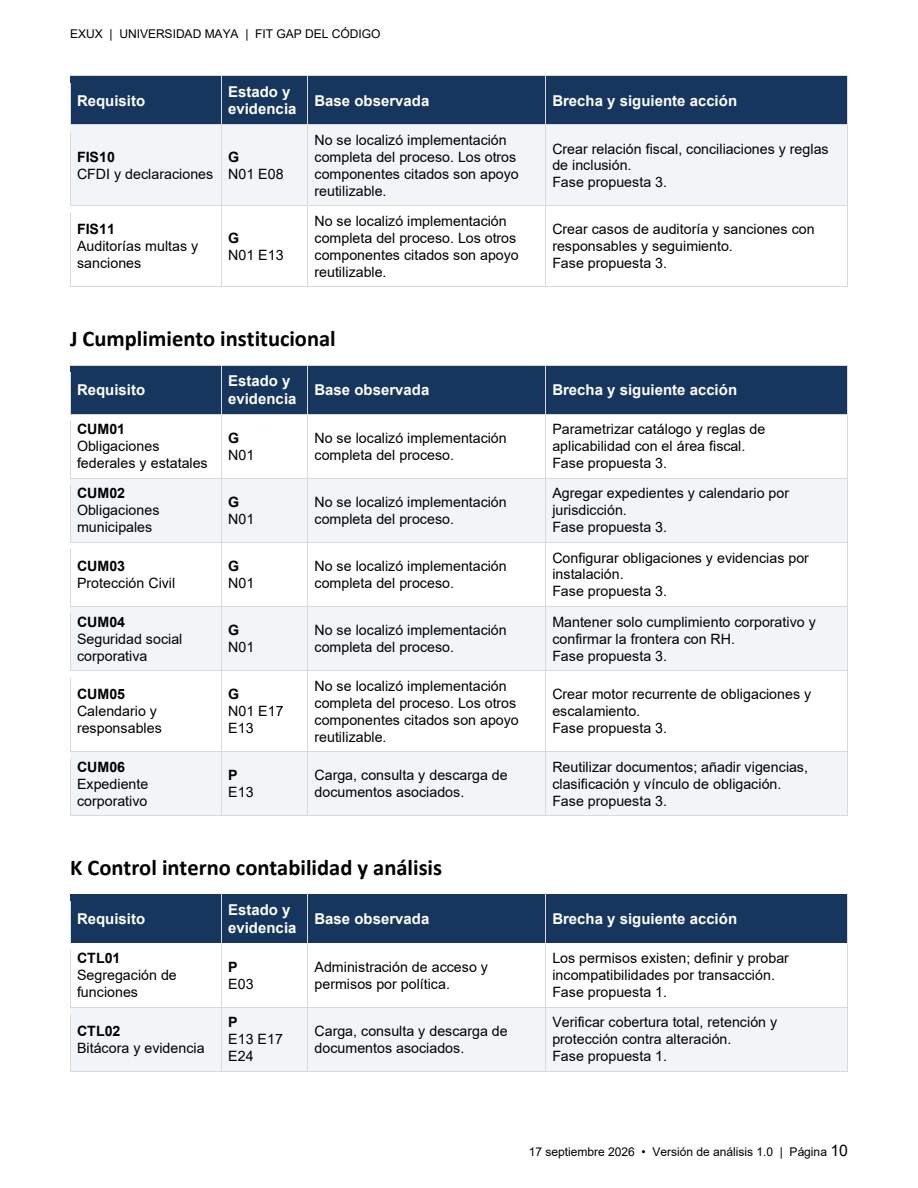 EXUX | UNIVERSIDAD MAYA | FIT GAP DEL CÓDIGO
Requisito
Estado y
evidencia
Base observada
Brecha y siguiente acción
FIS10
CFDI y declaraciones
G
N01 E08
No se localizó implementación
completa del proceso. Los otros
componentes citados son apoyo
reutilizable.
Crear relación fiscal, conciliaciones y reglas
de inclusión.
Fase propuesta 3.
FIS11
Auditorías multas y
sanciones
G
N01 E13
No se localizó implementación
completa del proceso. Los otros
componentes citados son apoyo
reutilizable.
Crear casos de auditoría y sanciones con
responsables y seguimiento.
Fase propuesta 3.
J Cumplimiento institucional
Requisito
Estado y
evidencia
Base observada
Brecha y siguiente acción
CUM01
Obligaciones
federales y estatales
G
N01
No se localizó implementación
completa del proceso.
Parametrizar catálogo y reglas de
aplicabilidad con el área fiscal.
Fase propuesta 3.
CUM02
Obligaciones
municipales
G
N01
No se localizó implementación
completa del proceso.
Agregar expedientes y calendario por
jurisdicción.
Fase propuesta 3.
CUM03
Protección Civil
G
N01
No se localizó implementación
completa del proceso.
Configurar obligaciones y evidencias por
instalación.
Fase propuesta 3.
CUM04
Seguridad social
corporativa
G
N01
No se localizó implementación
completa del proceso.
Mantener solo cumplimiento corporativo y
confirmar la frontera con RH.
Fase propuesta 3.
CUM05
Calendario y
responsables
G
N01 E17
E13
No se localizó implementación
completa del proceso. Los otros
componentes citados son apoyo
reutilizable.
Crear motor recurrente de obligaciones y
escalamiento.
Fase propuesta 3.
CUM06
Expediente
corporativo
P
E13
Carga, consulta y descarga de
documentos asociados.
Reutilizar documentos; añadir vigencias,
clasificación y vínculo de obligación.
Fase propuesta 3.
K Control interno contabilidad y análisis
Requisito
Estado y
evidencia
Base observada
Brecha y siguiente acción
CTL01
Segregación de
funciones
P
E03
Administración de acceso y
permisos por política.
Los permisos existen; definir y probar
incompatibilidades por transacción.
Fase propuesta 1.
CTL02
Bitácora y evidencia
P
E13 E17
E24
Carga, consulta y descarga de
documentos asociados.
Verificar cobertura total, retención y
protección contra alteración.
Fase propuesta 1.
17 septiembre 2026 • Versión de análisis 1.0 | Página 10